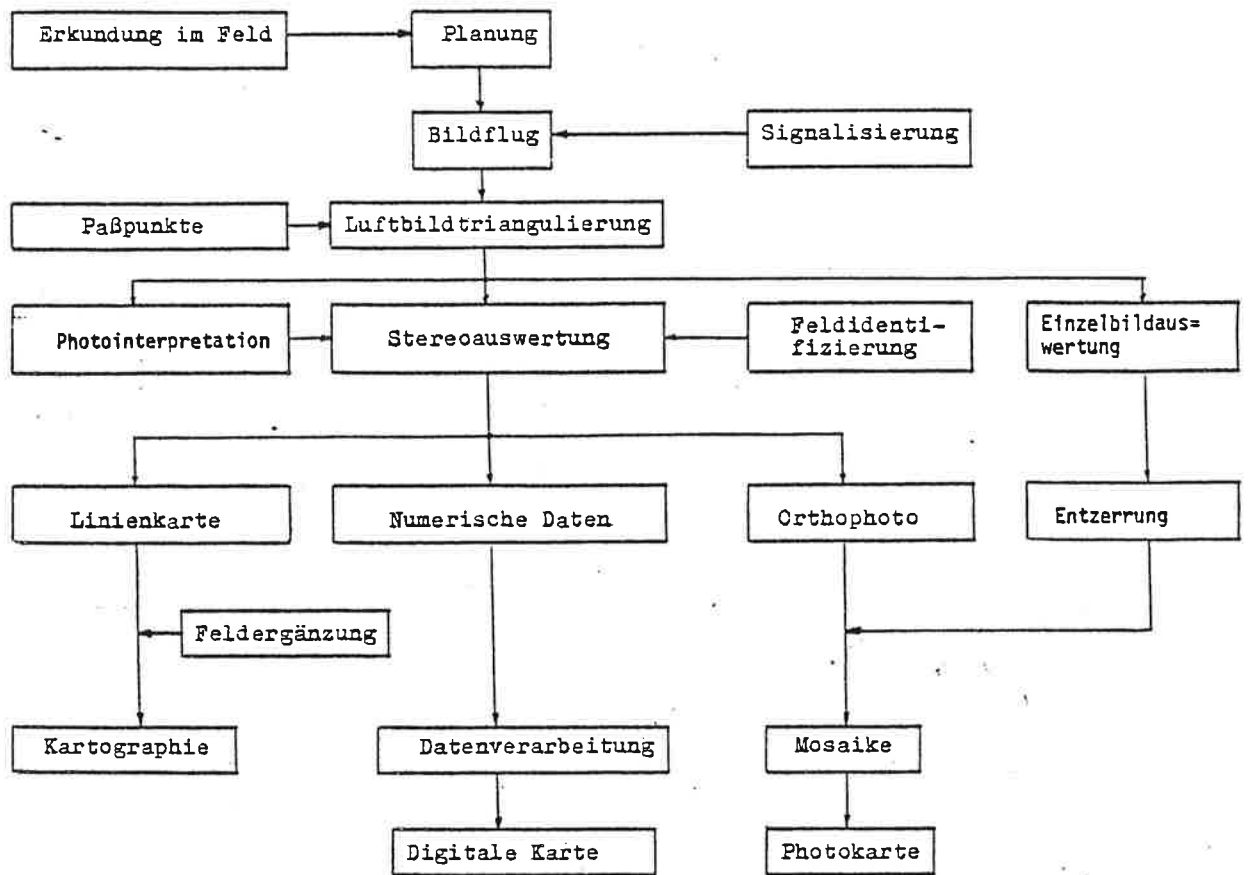 Erkundung im Feld
Planung
Bildflug
Signalisierung
Paßpunkte
Luftbildtriangulierung
Photointerpretation
Stereoauswertung
Feldidenti-
fizierung
Einzelbildaus=
wertung
Linienkarte
Numerische Daten
Orthophoto
Entzerrung
Feldergänzung
Kartographie
Datenverarbeitung
Mosaike
Digitale Karte
Photokarte